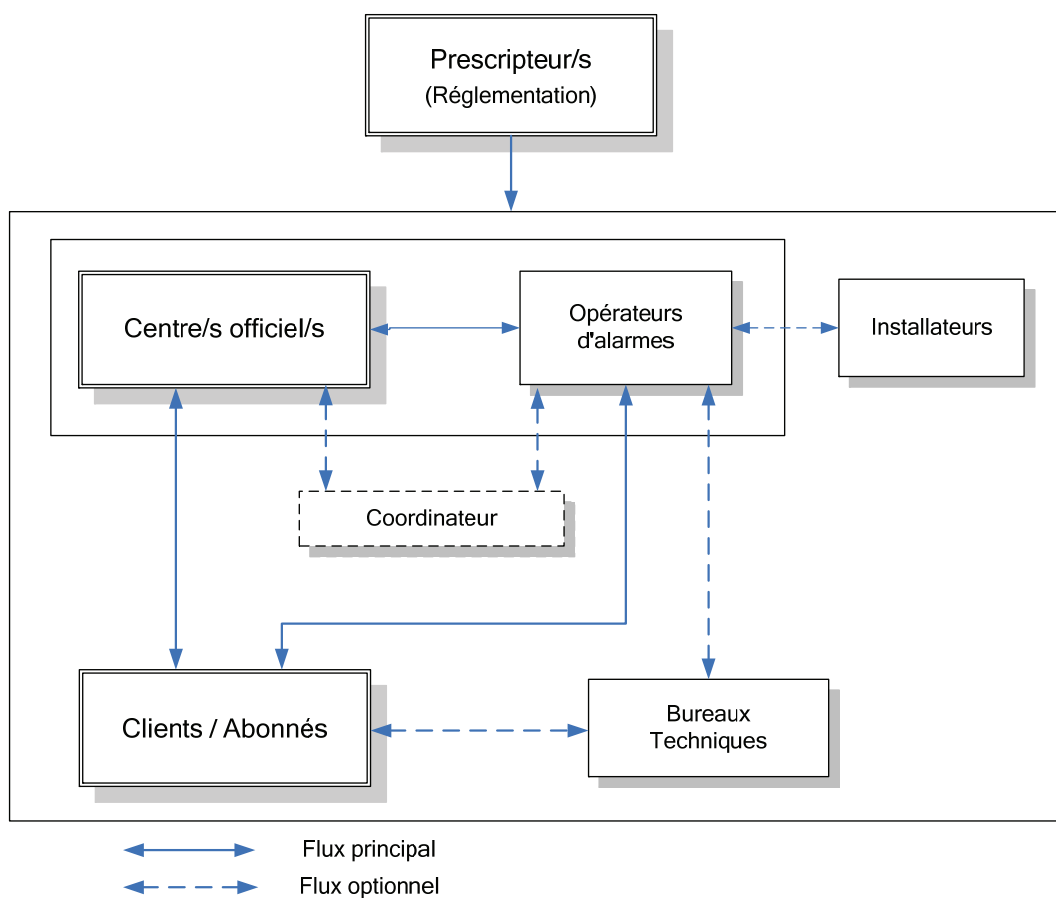 Prescripteur/s
(Réglementation)
Centre/s officiel/s
Opérateurs
d'alarmes
Installateurs
Coordinateur
Clients / Abonnés
Bureaux
Techniques
Flux principal
Flux optionnel